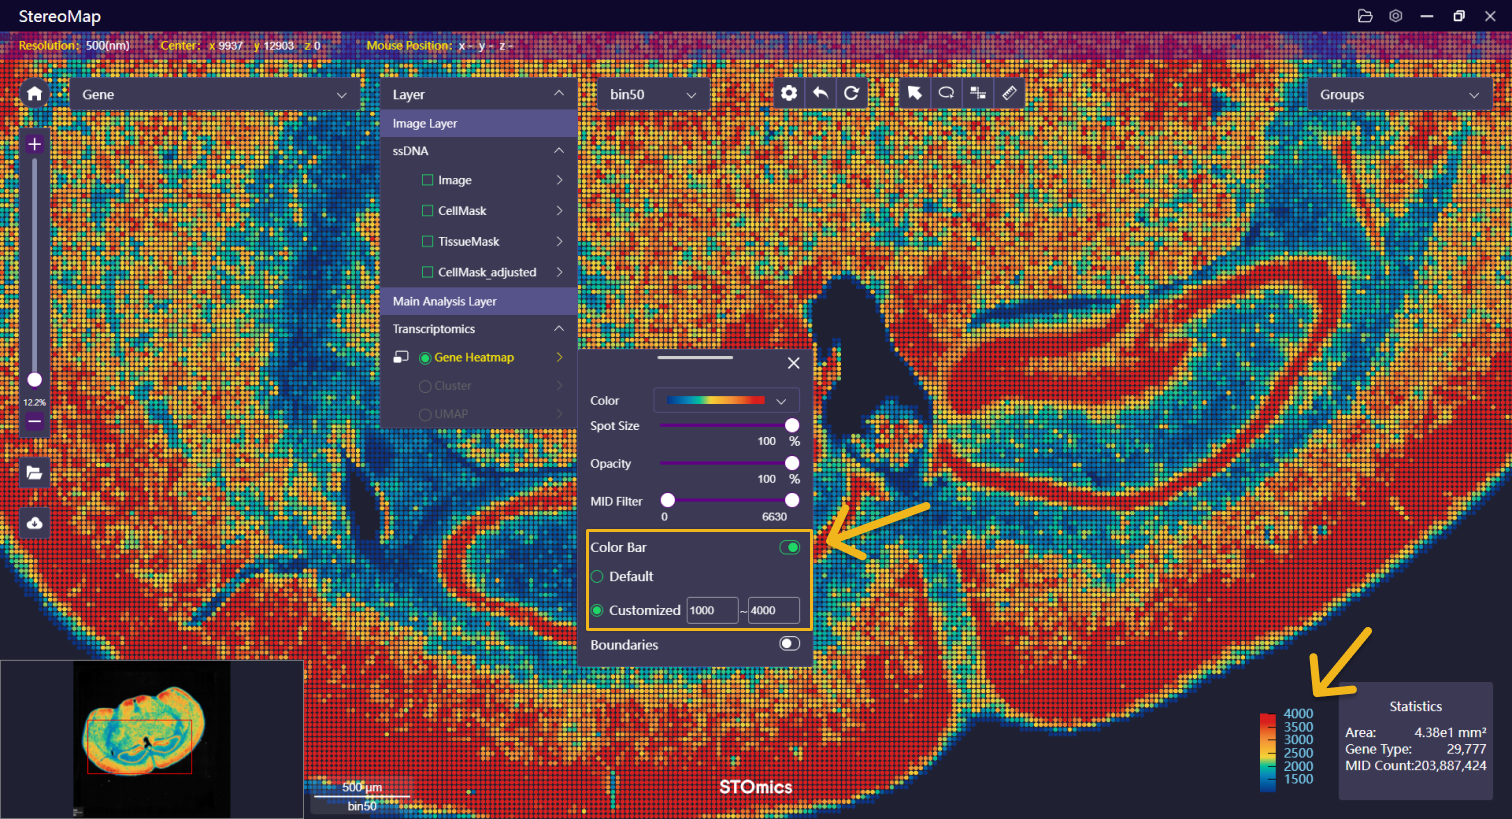 StereoMap
Resolution: 500(nm) Center: x 9937 y 12903 z 0 Mouse Position: x - y - z -
Gene
Layer
bin50
Groups
Image Layer
ssDNA
Image
CellMask
TissueMask
CellMask_adjusted
Main Analysis Layer
Transcriptomics
Gene Heatmap
Cluster
UMAP
12.2%
Color
Spot Size
100 %
Opacity
100 %
MID Filter
0 6630
Color Bar
Default
Customized 1000 ~ 4000
Boundaries
4000
3500
3000
2500
2000
1500
Statistics
Area: 4.38e1 mm²
Gene Type: 29,777
MID Count:203,887,424
500 μm
bin50
STOmics